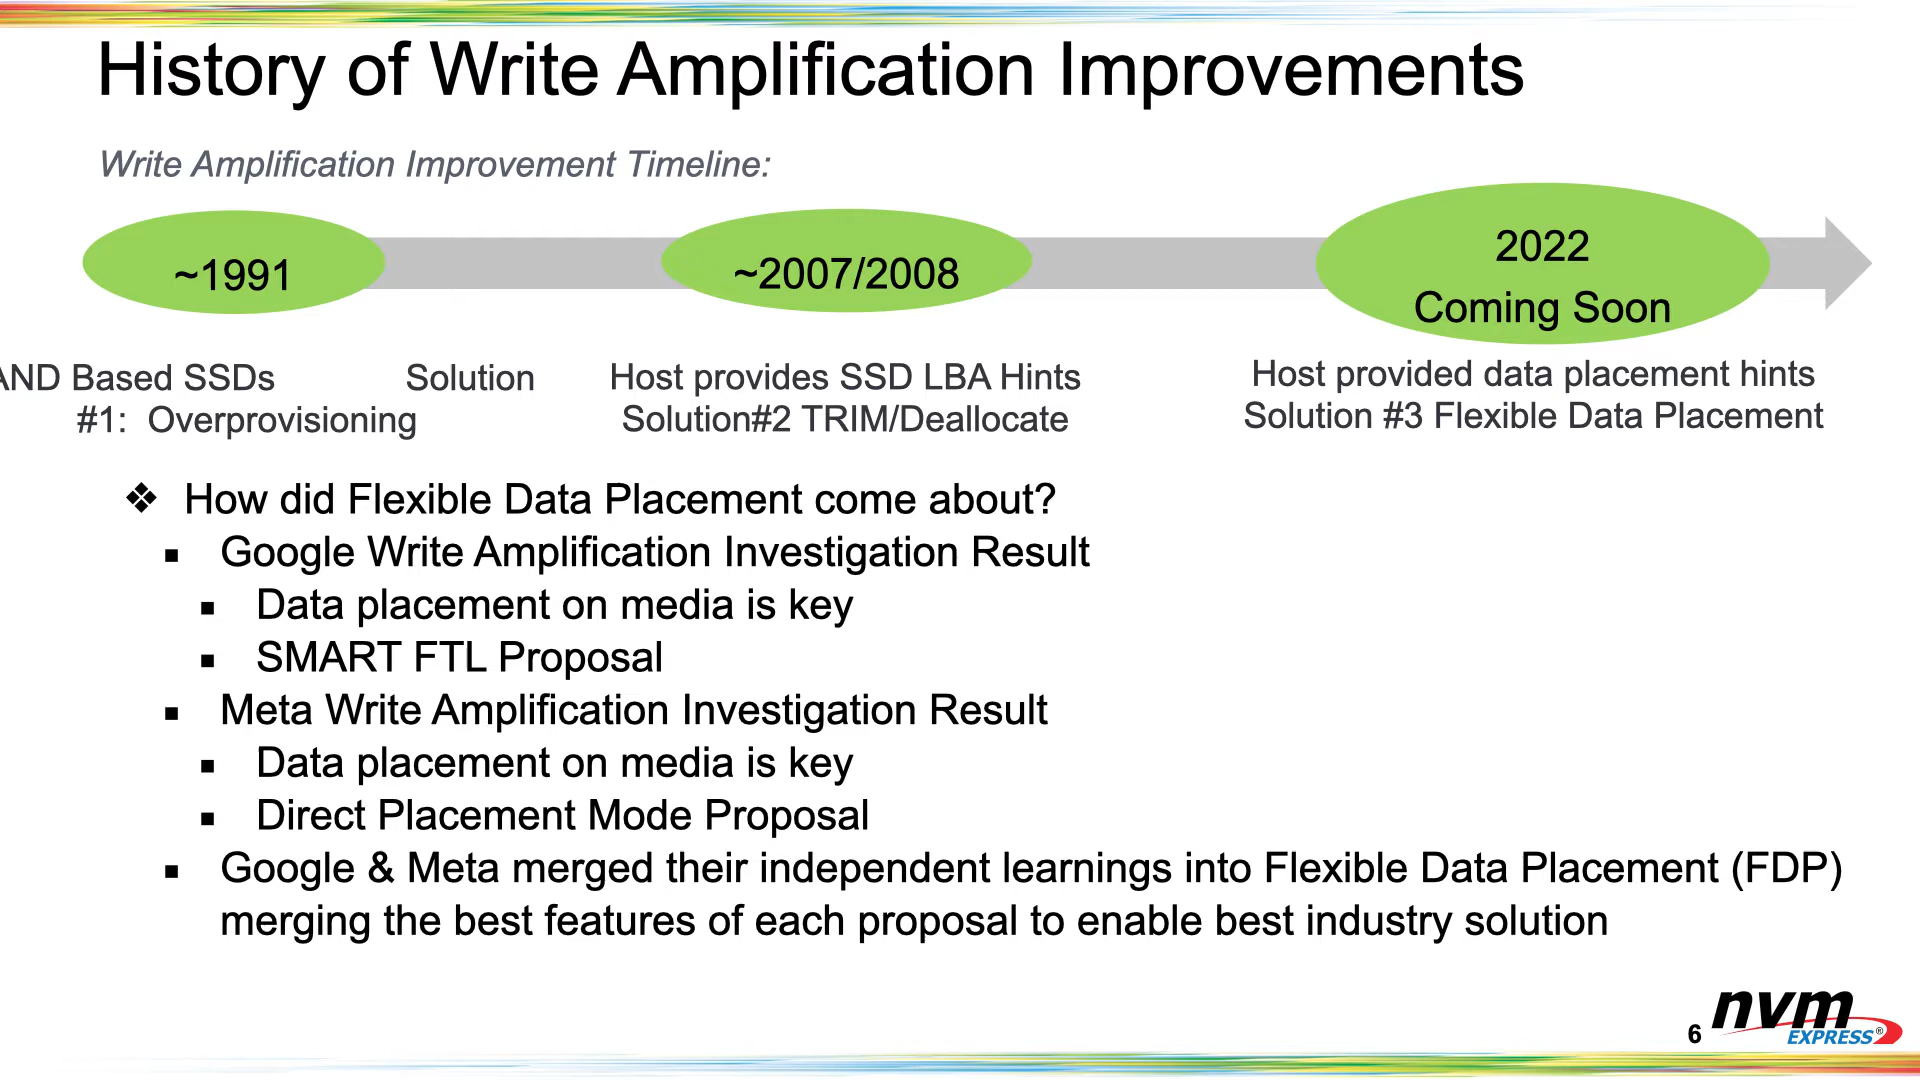 History of Write Amplification Improvements
Write Amplification Improvement Timeline:
~1991
~2007/2008
2022
Coming Soon
AND Based SSDs Solution
#1: Overprovisioning
Host provides SSD LBA Hints
Solution#2 TRIM/Deallocate
Host provided data placement hints
Solution #3 Flexible Data Placement
❖ How did Flexible Data Placement come about?
▪ Google Write Amplification Investigation Result
▪ Data placement on media is key
▪ SMART FTL Proposal
▪ Meta Write Amplification Investigation Result
▪ Data placement on media is key
▪ Direct Placement Mode Proposal
▪ Google & Meta merged their independent learnings into Flexible Data Placement (FDP)
merging the best features of each proposal to enable best industry solution
6
nvm
EXPRESS®